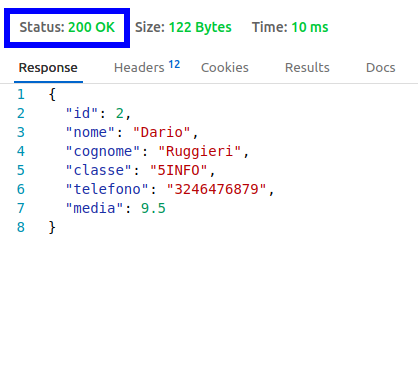 Status: 200 OK Size: 122 Bytes Time: 10 ms
Response Headers 12 Cookies Results Docs
1 {
2 "id": 2,
3 "nome": "Dario",
4 "cognome": "Ruggieri",
5 "classe": "5INFO",
6 "telefono": "3246476879",
7 "media": 9.5
8 }